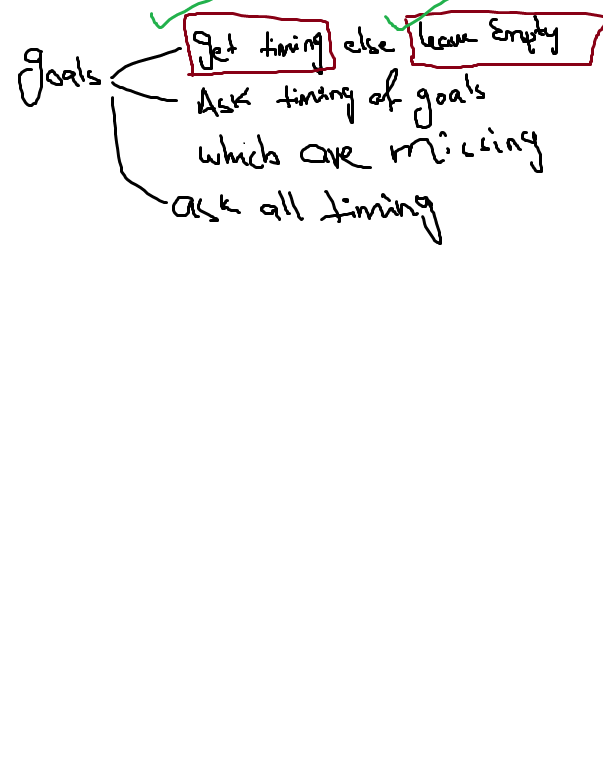 Goals
get timing else leave Empty
Ask timing of goals
which are missing
ask all timing